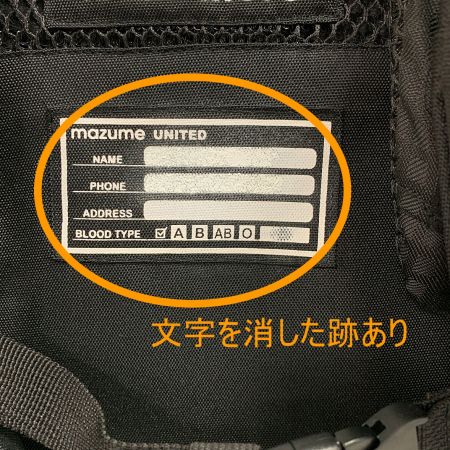 mazume UNITED
NAME
PHONE
ADDRESS
BLOOD TYPE ☑ A B AB O
文字を消した跡あり